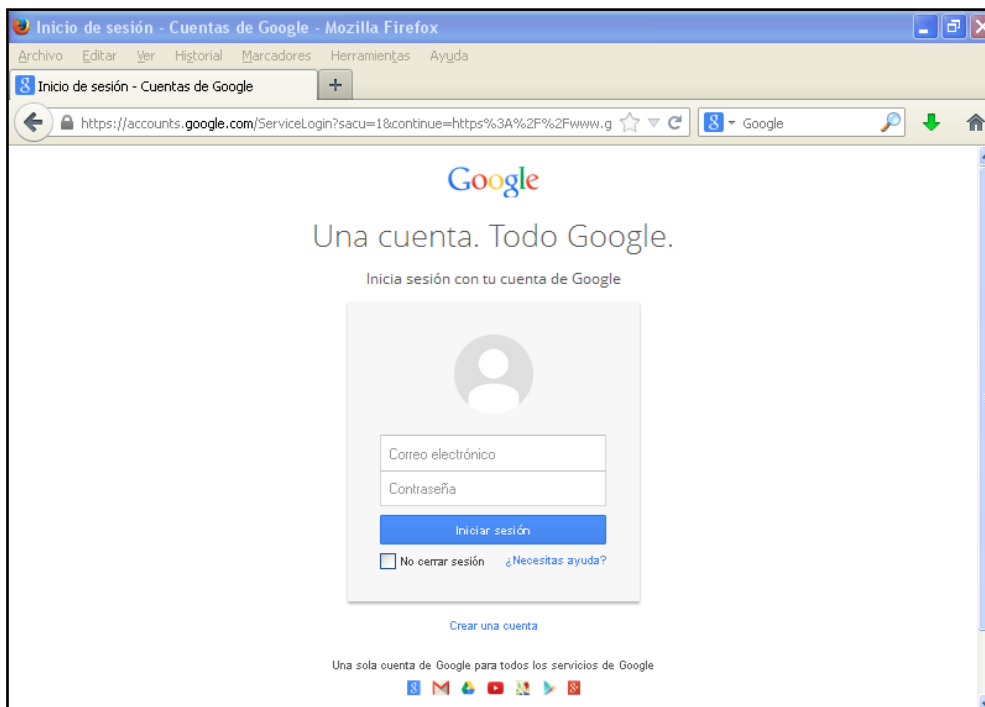 Inicio de sesión - Cuentas de Google - Mozilla Firefox
Archivo Editar Ver Historial Marcadores Herramientas Ayuda
8 Inicio de sesión - Cuentas de Google +
https://accounts.google.com/ServiceLogin?sacu=1&continue=https%3A%2F%2Fwww.g 8 Google
Google
Una cuenta. Todo Google.
Inicia sesión con tu cuenta de Google
Correo electrónico
Contraseña
Iniciar sesión
No cerrar sesión ¿Necesitas ayuda?
Crear una cuenta
Una sola cuenta de Google para todos los servicios de Google